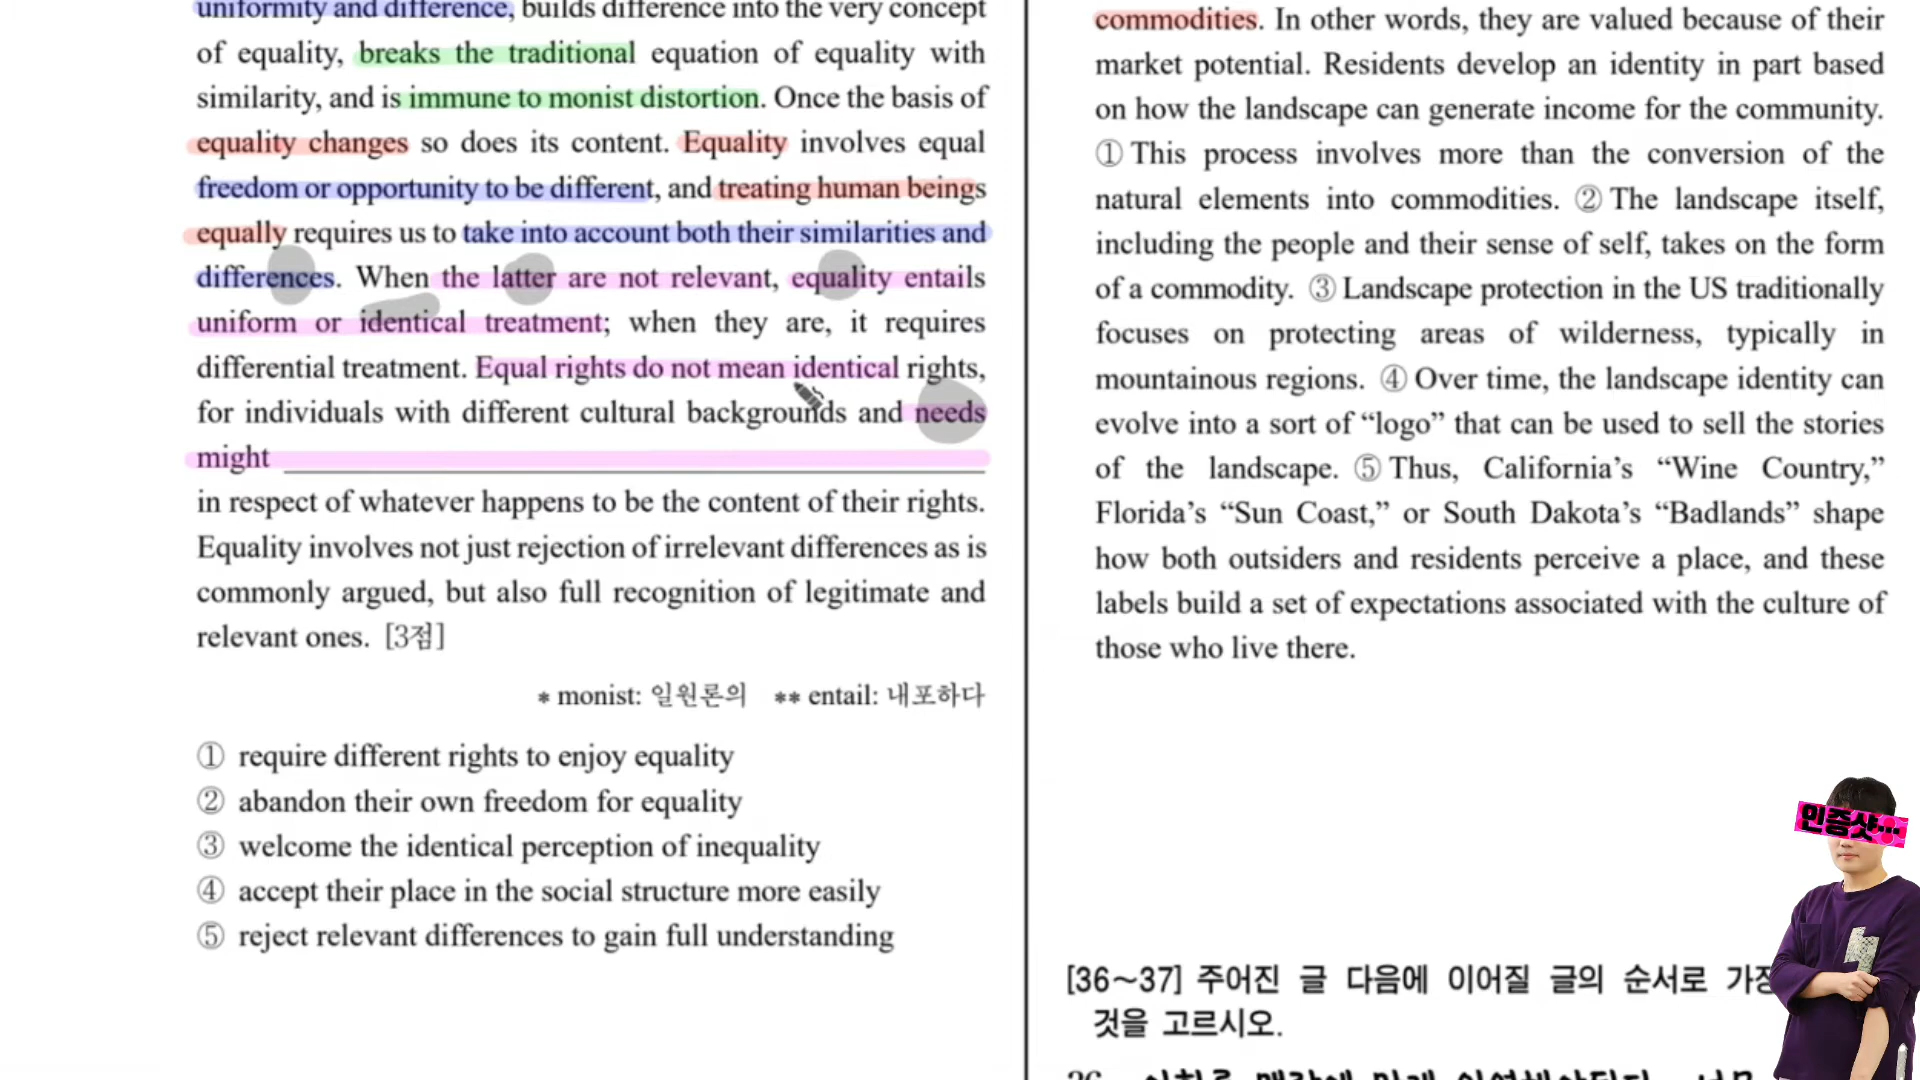 uniformity and difference, builds difference into the very concept
of equality, breaks the traditional equation of equality with
similarity, and is immune to monist distortion. Once the basis of
equality changes so does its content. Equality involves equal
freedom or opportunity to be different, and treating human beings
equally requires us to take into account both their similarities and
differences. When the latter are not relevant, equality entails
uniform or identical treatment; when they are, it requires
differential treatment. Equal rights do not mean identical rights,
for individuals with different cultural backgrounds and needs
might
in respect of whatever happens to be the content of their rights.
Equality involves not just rejection of irrelevant differences as is
commonly argued, but also full recognition of legitimate and
relevant ones. [3점]
* monist: 일원론의 ** entail: 내포하다
① require different rights to enjoy equality
② abandon their own freedom for equality
③ welcome the identical perception of inequality
④ accept their place in the social structure more easily
⑤ reject relevant differences to gain full understanding
commodities. In other words, they are valued because of their
market potential. Residents develop an identity in part based
on how the landscape can generate income for the community.
① This process involves more than the conversion of the
natural elements into commodities. ② The landscape itself,
including the people and their sense of self, takes on the form
of a commodity. ③ Landscape protection in the US traditionally
focuses on protecting areas of wilderness, typically in
mountainous regions. ④ Over time, the landscape identity can
evolve into a sort of “logo” that can be used to sell the stories
of the landscape. ⑤ Thus, California’s “Wine Country,”
Florida’s “Sun Coast,” or South Dakota’s “Badlands” shape
how both outsiders and residents perceive a place, and these
labels build a set of expectations associated with the culture of
those who live there.
[36～37] 주어진 글 다음에 이어질 글의 순서로 가장
것을 고르시오.
인증샷...